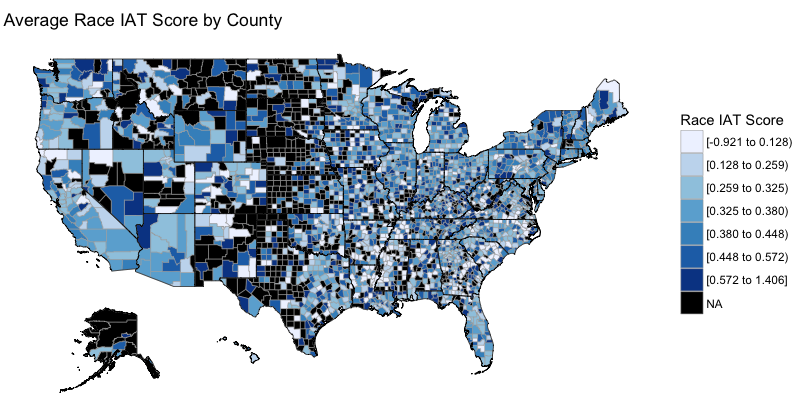 Average Race IAT Score by County
Race IAT Score
[-0.921 to 0.128)
[0.128 to 0.259)
[0.259 to 0.325)
[0.325 to 0.380)
[0.380 to 0.448)
[0.448 to 0.572)
[0.572 to 1.406]
NA